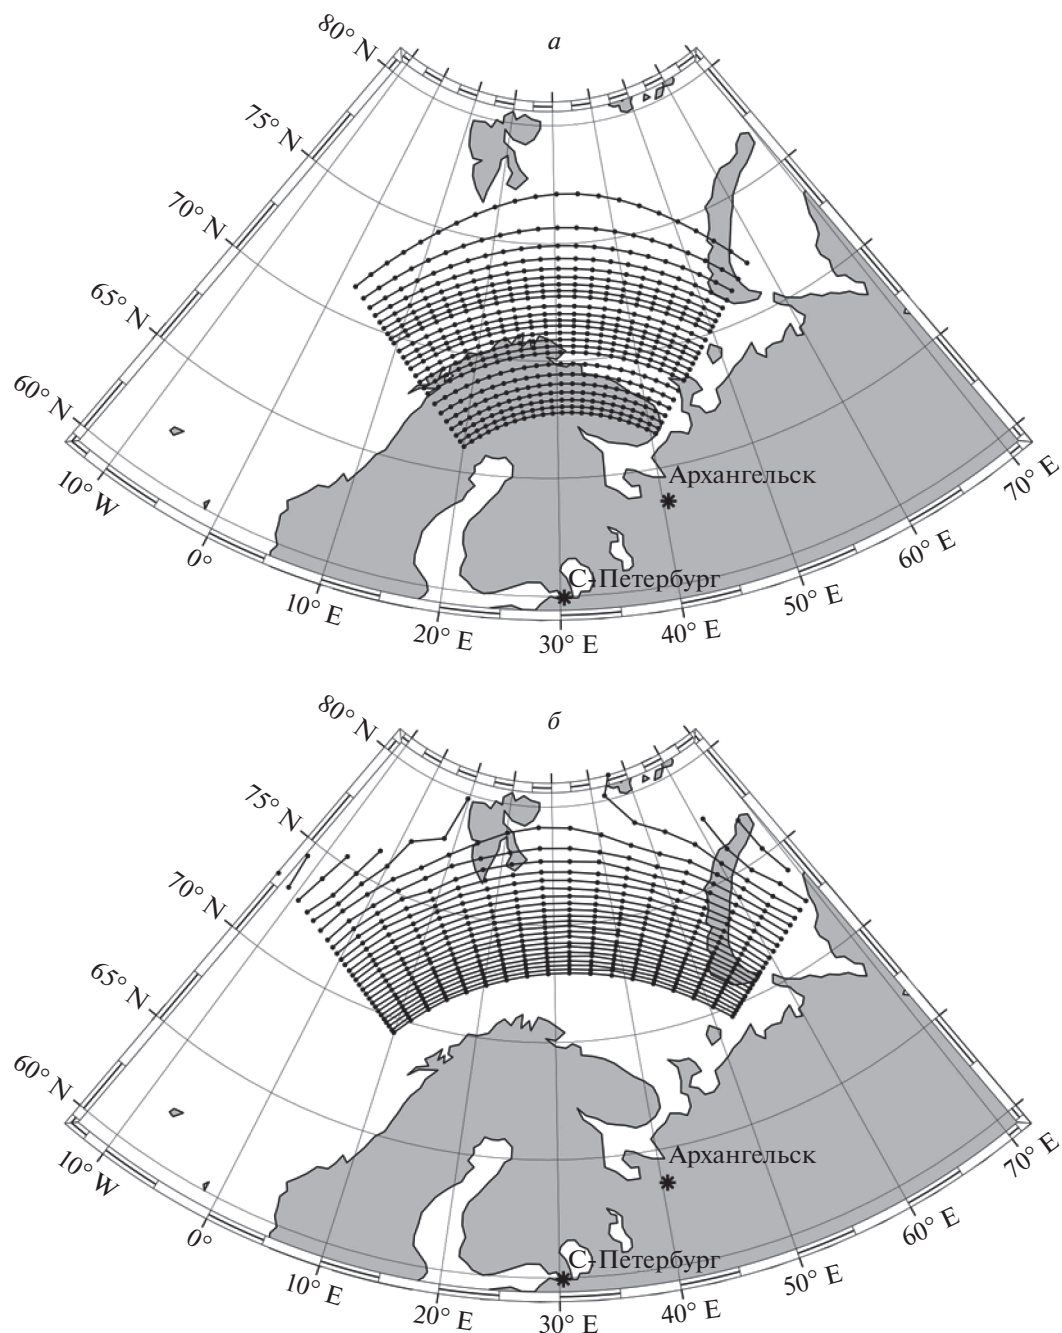 а
80° N
75° N
70° N
65° N
60° N
10° W
0°
10° E
20° E
30° E
40° E
50° E
60° E
70° E
Архангельск
С-Петербург
б
80° N
75° N
70° N
65° N
60° N
10° W
0°
10° E
20° E
30° E
40° E
50° E
60° E
70° E
Архангельск
С-Петербург